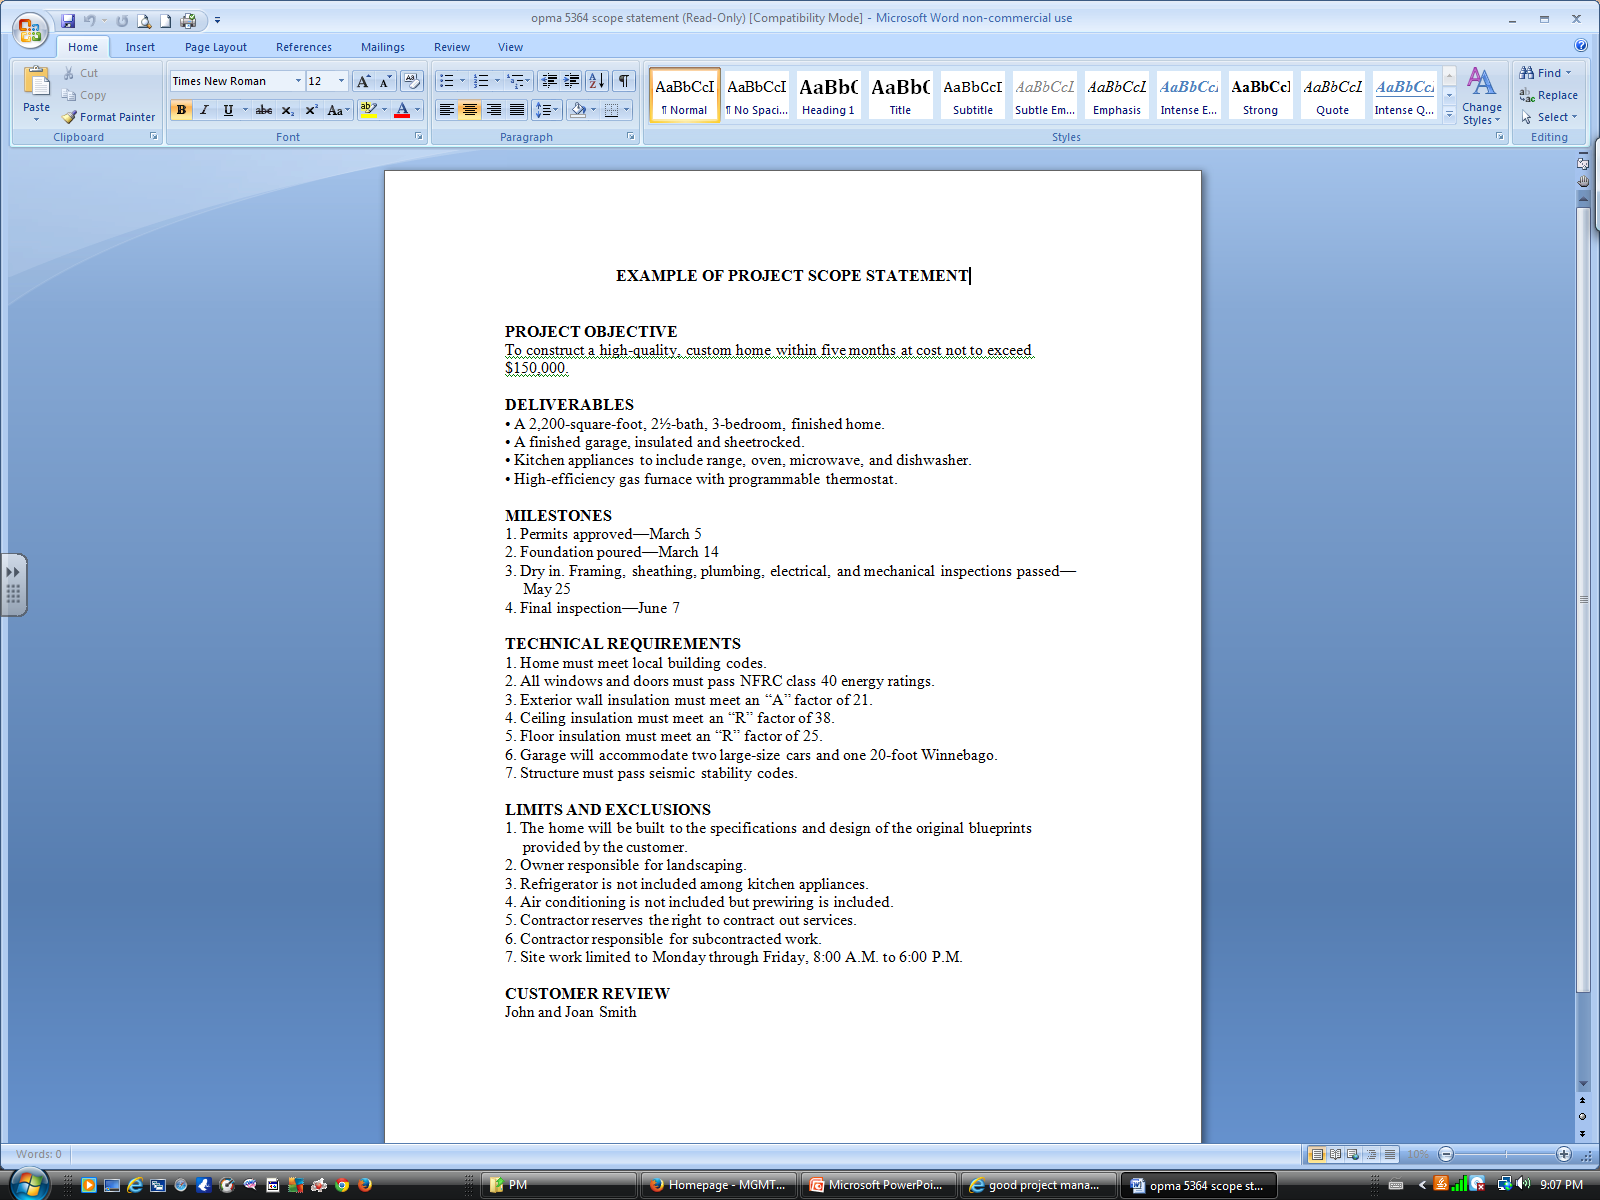 opma 5364 scope statement (Read-Only) [Compatibility Mode] - Microsoft Word non-commercial use
Home Insert Page Layout References Mailings Review View
Paste
Cut
Copy
Format Painter
Clipboard
Times New Roman 12
B I U abc x₂ x² Aa
Font
Paragraph
AaBbCcI AaBbCcI AaBbC AaBbC AaBbCcI AaBbCcL AaBbCcL AaBbCcL AaBbCcI AaBbCcL AaBbCcL
¶ Normal ¶ No Spaci... Heading 1 Title Subtitle Subtle Em... Emphasis Intense E... Strong Quote Intense Q...
Change Styles
Styles
Find
Replace
Select
Editing
EXAMPLE OF PROJECT SCOPE STATEMENT
PROJECT OBJECTIVE
To construct a high-quality, custom home within five months at cost not to exceed
$150,000.
DELIVERABLES
• A 2,200-square-foot, 2½-bath, 3-bedroom, finished home.
• A finished garage, insulated and sheetrocked.
• Kitchen appliances to include range, oven, microwave, and dishwasher.
• High-efficiency gas furnace with programmable thermostat.
MILESTONES
1. Permits approved—March 5
2. Foundation poured—March 14
3. Dry in. Framing, sheathing, plumbing, electrical, and mechanical inspections passed—
May 25
4. Final inspection—June 7
TECHNICAL REQUIREMENTS
1. Home must meet local building codes.
2. All windows and doors must pass NFRC class 40 energy ratings.
3. Exterior wall insulation must meet an “A” factor of 21.
4. Ceiling insulation must meet an “R” factor of 38.
5. Floor insulation must meet an “R” factor of 25.
6. Garage will accommodate two large-size cars and one 20-foot Winnebago.
7. Structure must pass seismic stability codes.
LIMITS AND EXCLUSIONS
1. The home will be built to the specifications and design of the original blueprints
provided by the customer.
2. Owner responsible for landscaping.
3. Refrigerator is not included among kitchen appliances.
4. Air conditioning is not included but prewiring is included.
5. Contractor reserves the right to contract out services.
6. Contractor responsible for subcontracted work.
7. Site work limited to Monday through Friday, 8:00 A.M. to 6:00 P.M.
CUSTOMER REVIEW
John and Joan Smith
Words: 0
10%
PM
Homepage - MGMT...
Microsoft PowerPoi...
good project mana...
opma 5364 scope st...
9:07 PM